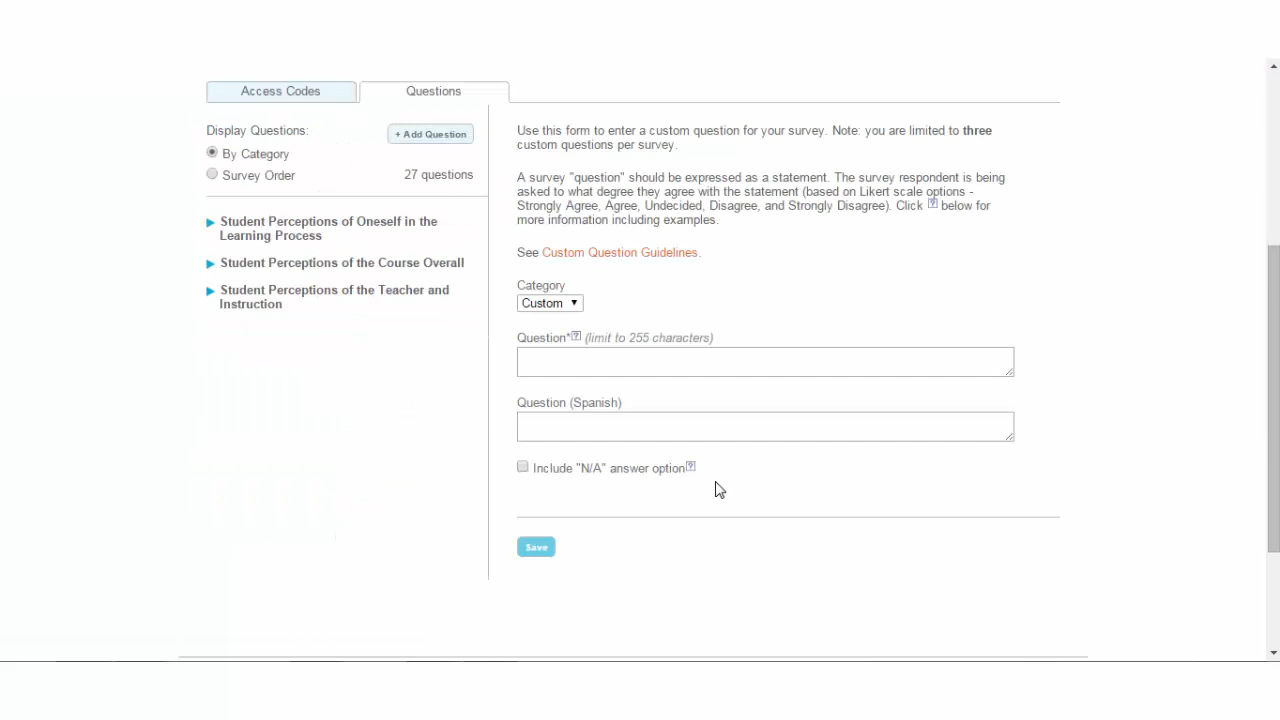 Access Codes
Questions
Display Questions:
+ Add Question
By Category
Survey Order
27 questions
Student Perceptions of Oneself in the
Learning Process
Student Perceptions of the Course Overall
Student Perceptions of the Teacher and
Instruction
Use this form to enter a custom question for your survey. Note: you are limited to three
custom questions per survey.
A survey "question" should be expressed as a statement. The survey respondent is being
asked to what degree they agree with the statement (based on Likert scale options -
Strongly Agree, Agree, Undecided, Disagree, and Strongly Disagree). Click ? below for
more information including examples.
See Custom Question Guidelines.
Category
Custom
Question*? (limit to 255 characters)
Question (Spanish)
Include "N/A" answer option?
Save